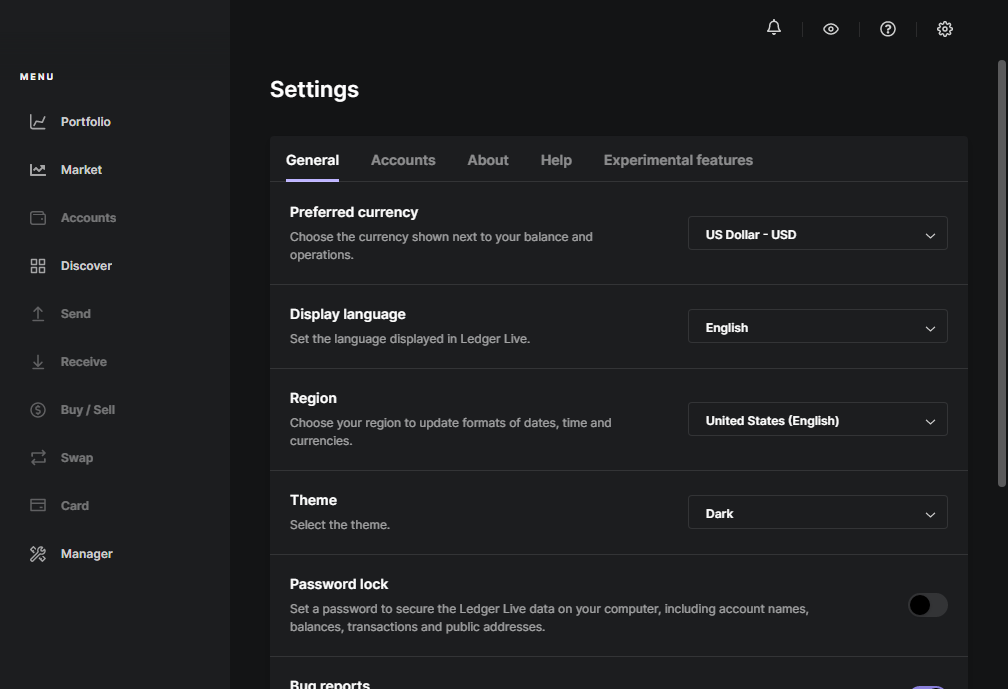 MENU
Portfolio
Market
Accounts
Discover
Send
Receive
Buy / Sell
Swap
Card
Manager
Settings
General Accounts About Help Experimental features
Preferred currency
Choose the currency shown next to your balance and
operations.
US Dollar - USD
Display language
Set the language displayed in Ledger Live.
English
Region
Choose your region to update formats of dates, time and
currencies.
United States (English)
Theme
Select the theme.
Dark
Password lock
Set a password to secure the Ledger Live data on your computer, including account names,
balances, transactions and public addresses.
Bug reports